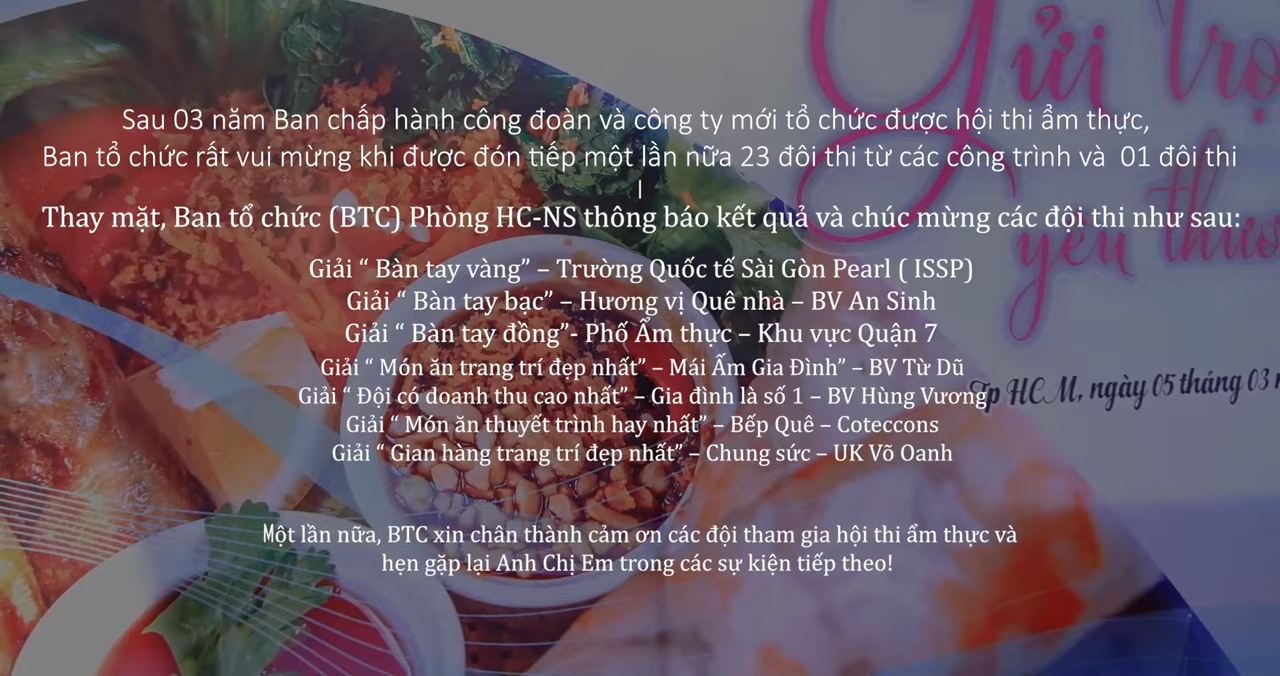 Gửi trọ
yêu thươ
Sau 03 năm Ban chấp hành công đoàn và công ty mới tổ chức được hội thi ẩm thực,
Ban tổ chức rất vui mừng khi được đón tiếp một lần nữa 23 đôi thi từ các công trình và 01 đôi thi
Thay mặt, Ban tổ chức (BTC) Phòng HC-NS thông báo kết quả và chúc mừng các đội thi như sau:
Giải “ Bàn tay vàng” – Trường Quốc tế Sài Gòn Pearl ( ISSP)
Giải “ Bàn tay bạc” – Hương vị Quê nhà – BV An Sinh
Giải “ Bàn tay đồng”- Phố Ẩm thực – Khu vực Quận 7
Giải “ Món ăn trang trí đẹp nhất” – Mái Ấm Gia Đình” – BV Từ Dũ
Giải “ Đội có doanh thu cao nhất” – Gia đình là số 1 – BV Hùng Vương
Tp HCM, ngày 05 tháng 03
Giải “ Món ăn thuyết trình hay nhất” – Bếp Quê – Coteccons
Giải “ Gian hàng trang trí đẹp nhất” – Chung sức – UK Võ Oanh
Một lần nữa, BTC xin chân thành cảm ơn các đội tham gia hội thi ẩm thực và
hẹn gặp lại Anh Chị Em trong các sự kiện tiếp theo!